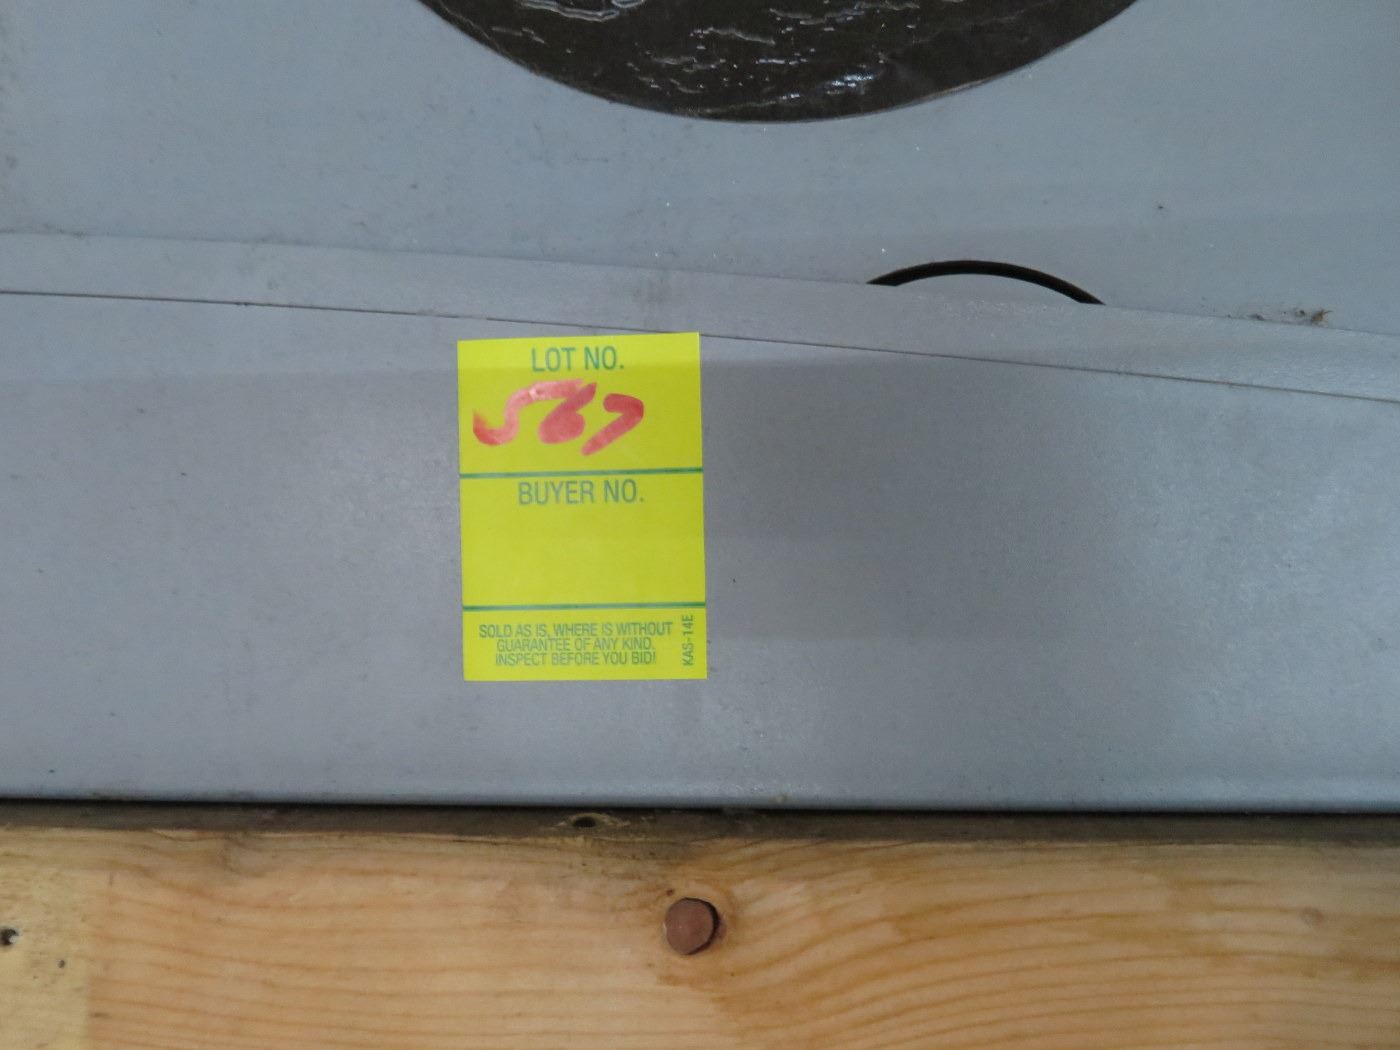 LOT NO.
567
BUYER NO.
SOLD AS IS, WHERE IS WITHOUT
GUARANTEE OF ANY KIND.
INSPECT BEFORE YOU BID!
KAS-14E